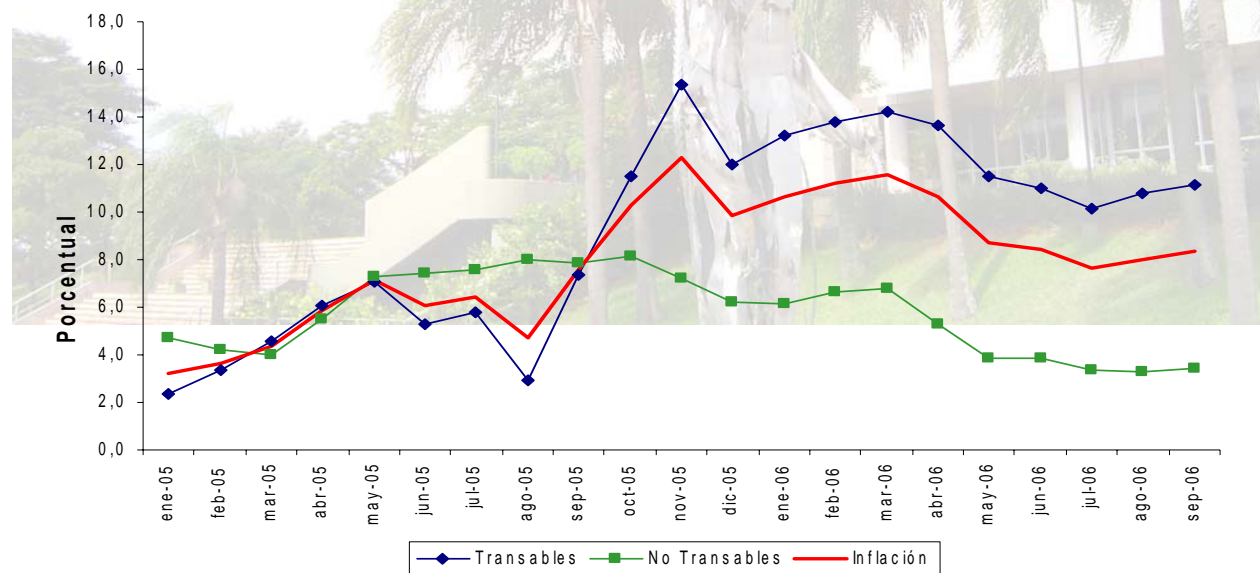 18,0
16,0
14,0
12,0
10,0
8,0
6,0
4,0
2,0
0,0
Porcentual
ene-05
feb-05
mar-05
abr-05
may-05
jun-05
jul-05
ago-05
sep-05
oct-05
nov-05
dic-05
ene-06
feb-06
mar-06
abr-06
may-06
jun-06
jul-06
ago-06
sep-06
Transables No Transables Inflación